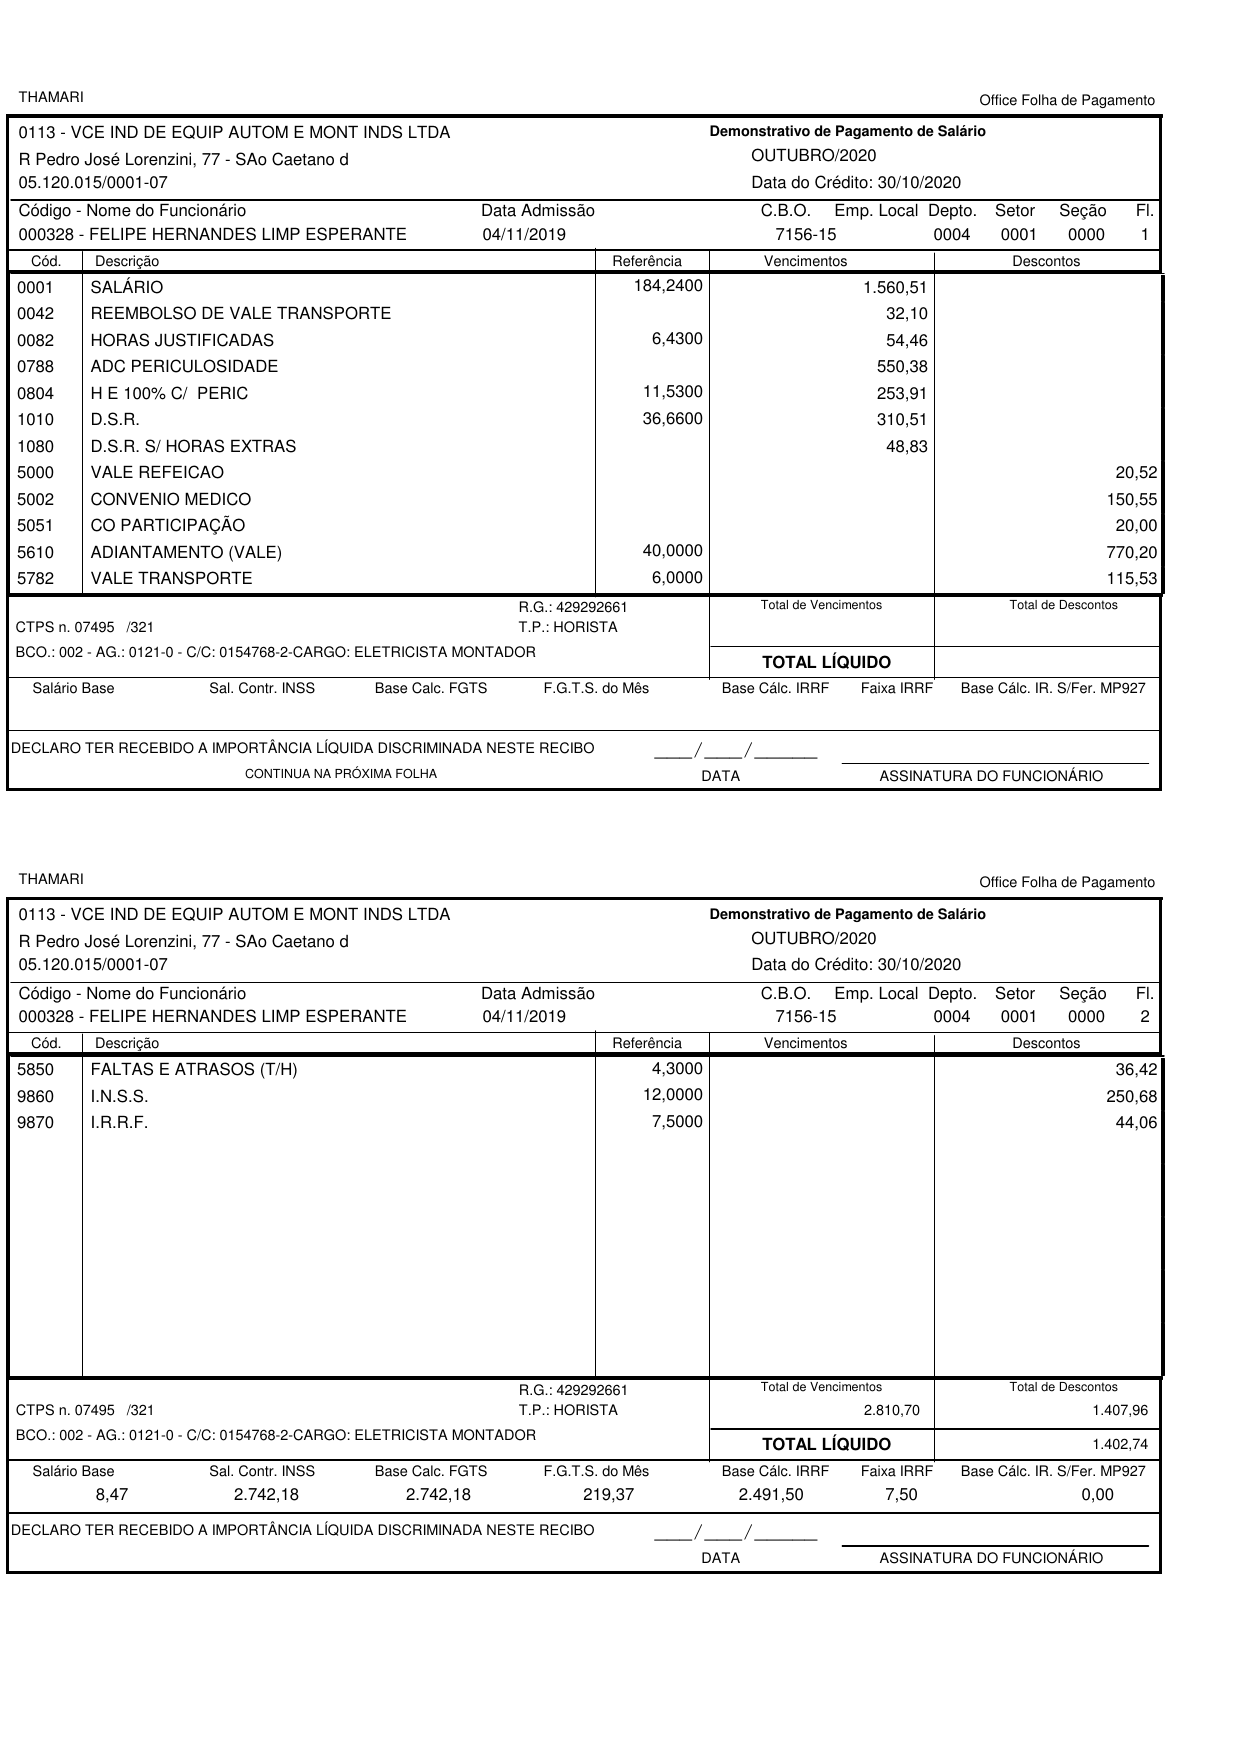 THAMARI
Office Folha de Pagamento
0113 - VCE IND DE EQUIP AUTOM E MONT INDS LTDA Demonstrativo de Pagamento de Salário
R Pedro José Lorenzini, 77 - SAo Caetano d OUTUBRO/2020
05.120.015/0001-07 Data do Crédito: 30/10/2020
Código - Nome do Funcionário Data Admissão C.B.O. Emp. Local Depto. Setor Seção Fl.
000328 - FELIPE HERNANDES LIMP ESPERANTE 04/11/2019 7156-15 0004 0001 0000 1
Cód. Descrição Referência Vencimentos Descontos
0001 SALÁRIO 184,2400 1.560,51
0042 REEMBOLSO DE VALE TRANSPORTE 32,10
0082 HORAS JUSTIFICADAS 6,4300 54,46
0788 ADC PERICULOSIDADE 550,38
0804 H E 100% C/ PERIC 11,5300 253,91
1010 D.S.R. 36,6600 310,51
1080 D.S.R. S/ HORAS EXTRAS 48,83
5000 VALE REFEICAO 20,52
5002 CONVENIO MEDICO 150,55
5051 CO PARTICIPAÇÃO 20,00
5610 ADIANTAMENTO (VALE) 40,0000 770,20
5782 VALE TRANSPORTE 6,0000 115,53
R.G.: 429292661 Total de Vencimentos Total de Descontos
CTPS n. 07495 /321 T.P.: HORISTA
BCO.: 002 - AG.: 0121-0 - C/C: 0154768-2-CARGO: ELETRICISTA MONTADOR
TOTAL LÍQUIDO
Salário Base Sal. Contr. INSS Base Calc. FGTS F.G.T.S. do Mês Base Cálc. IRRF Faixa IRRF Base Cálc. IR. S/Fer. MP927
DECLARO TER RECEBIDO A IMPORTÂNCIA LÍQUIDA DISCRIMINADA NESTE RECIBO ____/____/_______
CONTINUA NA PRÓXIMA FOLHA DATA ASSINATURA DO FUNCIONÁRIO
THAMARI
Office Folha de Pagamento
0113 - VCE IND DE EQUIP AUTOM E MONT INDS LTDA Demonstrativo de Pagamento de Salário
R Pedro José Lorenzini, 77 - SAo Caetano d OUTUBRO/2020
05.120.015/0001-07 Data do Crédito: 30/10/2020
Código - Nome do Funcionário Data Admissão C.B.O. Emp. Local Depto. Setor Seção Fl.
000328 - FELIPE HERNANDES LIMP ESPERANTE 04/11/2019 7156-15 0004 0001 0000 2
Cód. Descrição Referência Vencimentos Descontos
5850 FALTAS E ATRASOS (T/H) 4,3000 36,42
9860 I.N.S.S. 12,0000 250,68
9870 I.R.R.F. 7,5000 44,06
R.G.: 429292661 Total de Vencimentos Total de Descontos
CTPS n. 07495 /321 T.P.: HORISTA 2.810,70 1.407,96
BCO.: 002 - AG.: 0121-0 - C/C: 0154768-2-CARGO: ELETRICISTA MONTADOR
TOTAL LÍQUIDO 1.402,74
Salário Base Sal. Contr. INSS Base Calc. FGTS F.G.T.S. do Mês Base Cálc. IRRF Faixa IRRF Base Cálc. IR. S/Fer. MP927
8,47 2.742,18 2.742,18 219,37 2.491,50 7,50 0,00
DECLARO TER RECEBIDO A IMPORTÂNCIA LÍQUIDA DISCRIMINADA NESTE RECIBO ____/____/_______
DATA ASSINATURA DO FUNCIONÁRIO